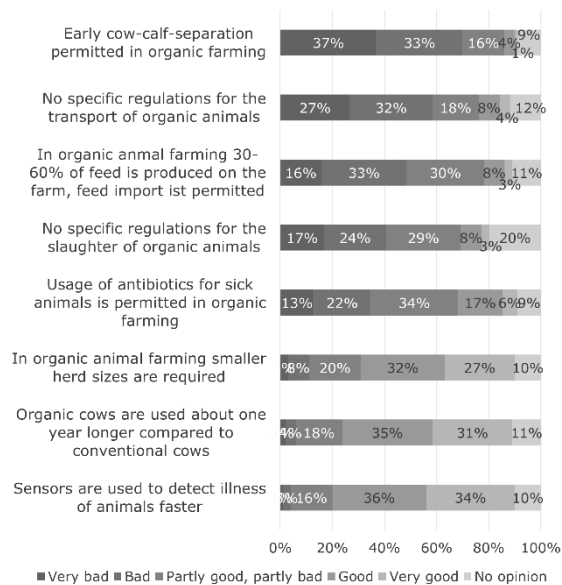 Early cow-calf-separation
permitted in organic farming
37% 33% 16% 4% 1% 9%
No specific regulations for the
transport of organic animals
27% 32% 18% 8% 4% 12%
In organic anmal farming 30-
60% of feed is produced on the
farm, feed import ist permitted
16% 33% 30% 8% 3% 11%
No specific regulations for the
slaughter of organic animals
17% 24% 29% 8% 3% 20%
Usage of antibiotics for sick
animals is permitted in organic
farming
13% 22% 34% 17% 6% 9%
In organic animal farming smaller
herd sizes are required
8% 20% 32% 27% 10%
Organic cows are used about one
year longer compared to
conventional cows
4% 18% 35% 31% 11%
Sensors are used to detect illness
of animals faster
16% 36% 34% 10%
0% 20% 40% 60% 80% 100%
Very bad Bad Partly good, partly bad Good Very good No opinion